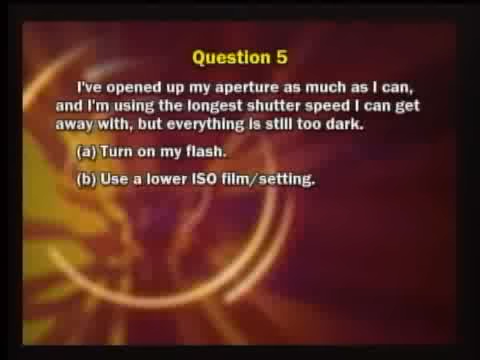 Question 5
I've opened up my aperture as much as I can,
and I'm using the longest shutter speed I can get
away with, but everything is still too dark.
(a) Turn on my flash.
(b) Use a lower ISO film/setting.